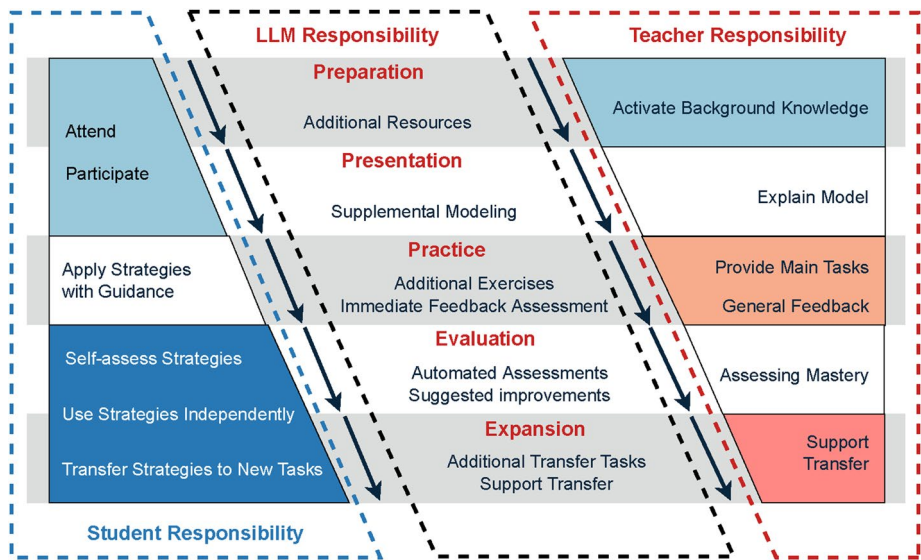 LLM Responsibility
Teacher Responsibility
Preparation
Additional Resources
Activate Background Knowledge
Attend
Participate
Presentation
Supplemental Modeling
Explain Model
Apply Strategies
with Guidance
Practice
Additional Exercises
Immediate Feedback Assessment
Provide Main Tasks
General Feedback
Self-assess Strategies
Use Strategies Independently
Transfer Strategies to New Tasks
Evaluation
Automated Assessments
Suggested improvements
Assessing Mastery
Expansion
Additional Transfer Tasks
Support Transfer
Support
Transfer
Student Responsibility